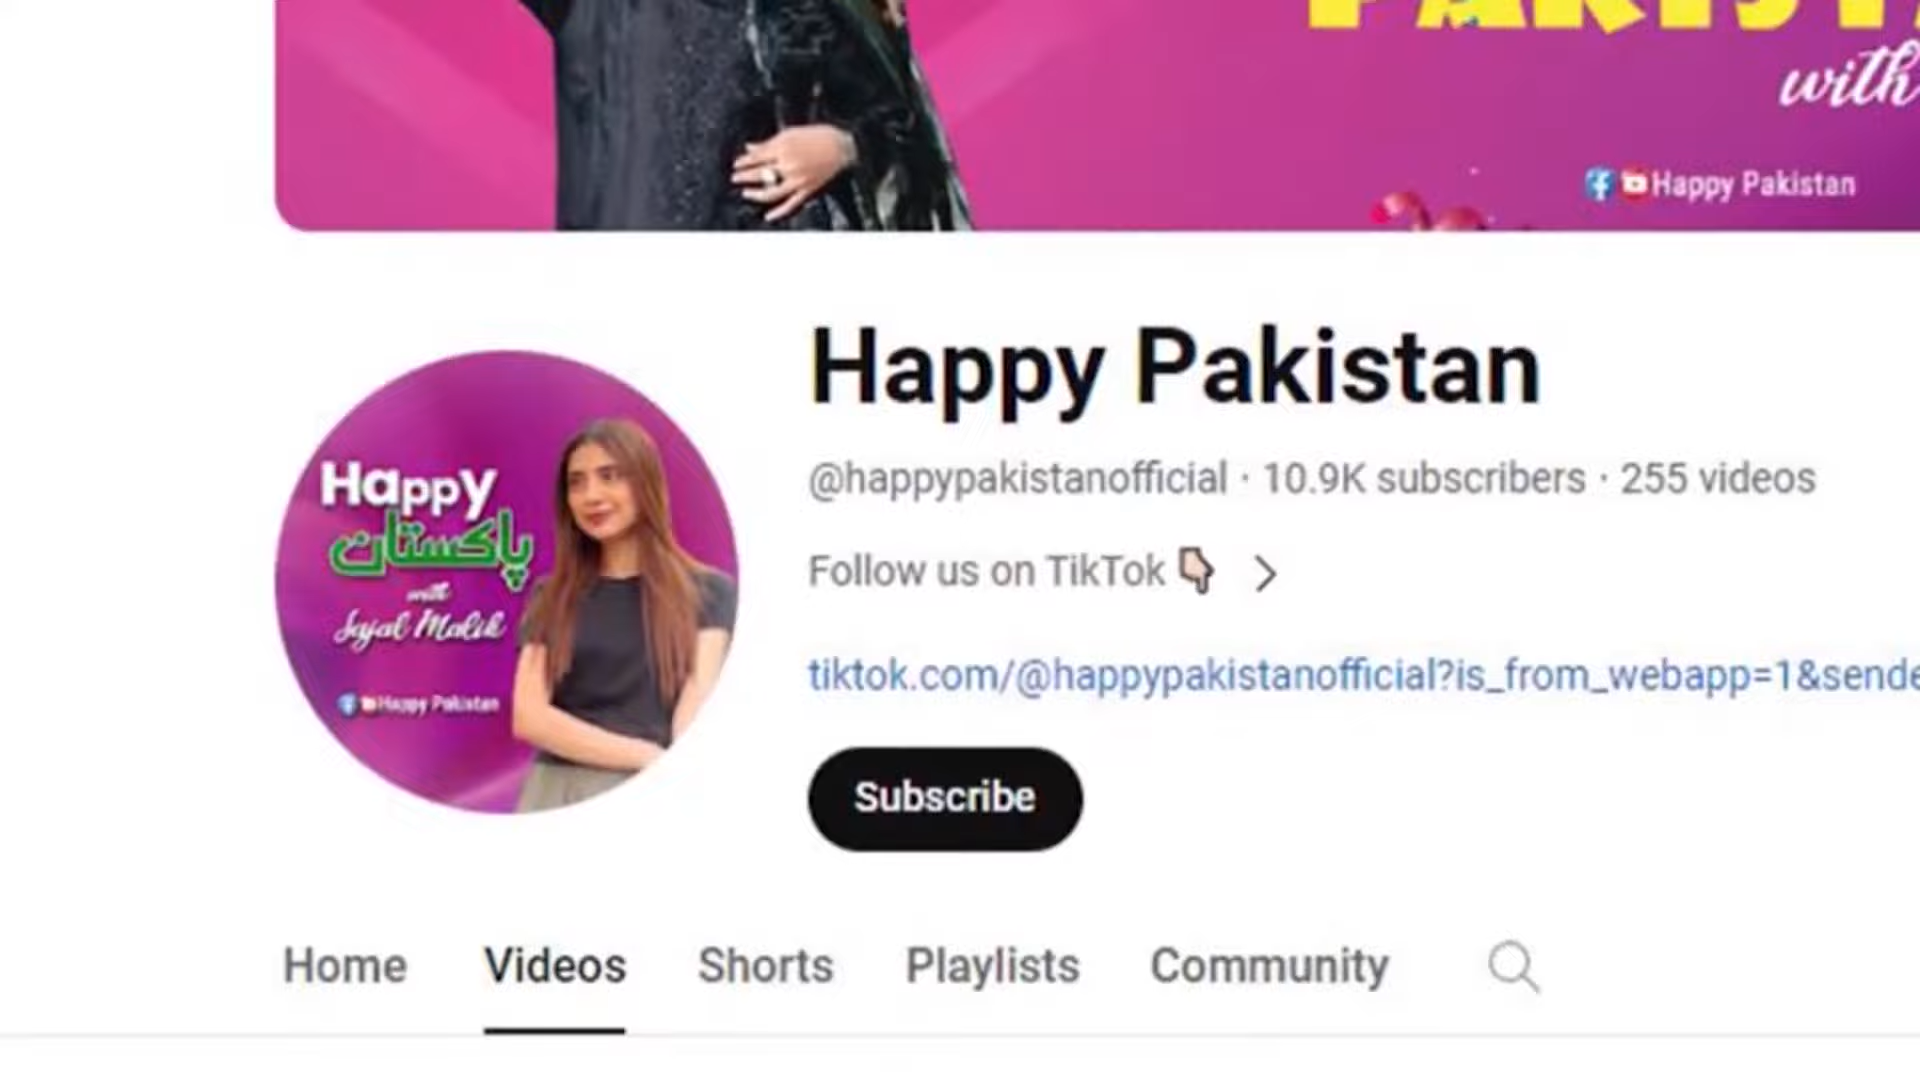 with
Happy Pakistan
Happy Pakistan
@happypakistanofficial · 10.9K subscribers · 255 videos
Follow us on TikTok 👇🏻 >
tiktok.com/@happypakistanofficial?is_from_webapp=1&sende
Subscribe
Happy
پاکستان
with
Sajal Malik
Happy Pakistan
Home Videos Shorts Playlists Community